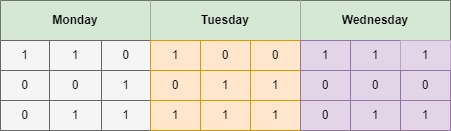 Monday Tuesday Wednesday
1 1 0 1 0 0 1 1 1
0 0 1 0 1 1 0 0 0
0 1 1 1 1 1 0 1 1